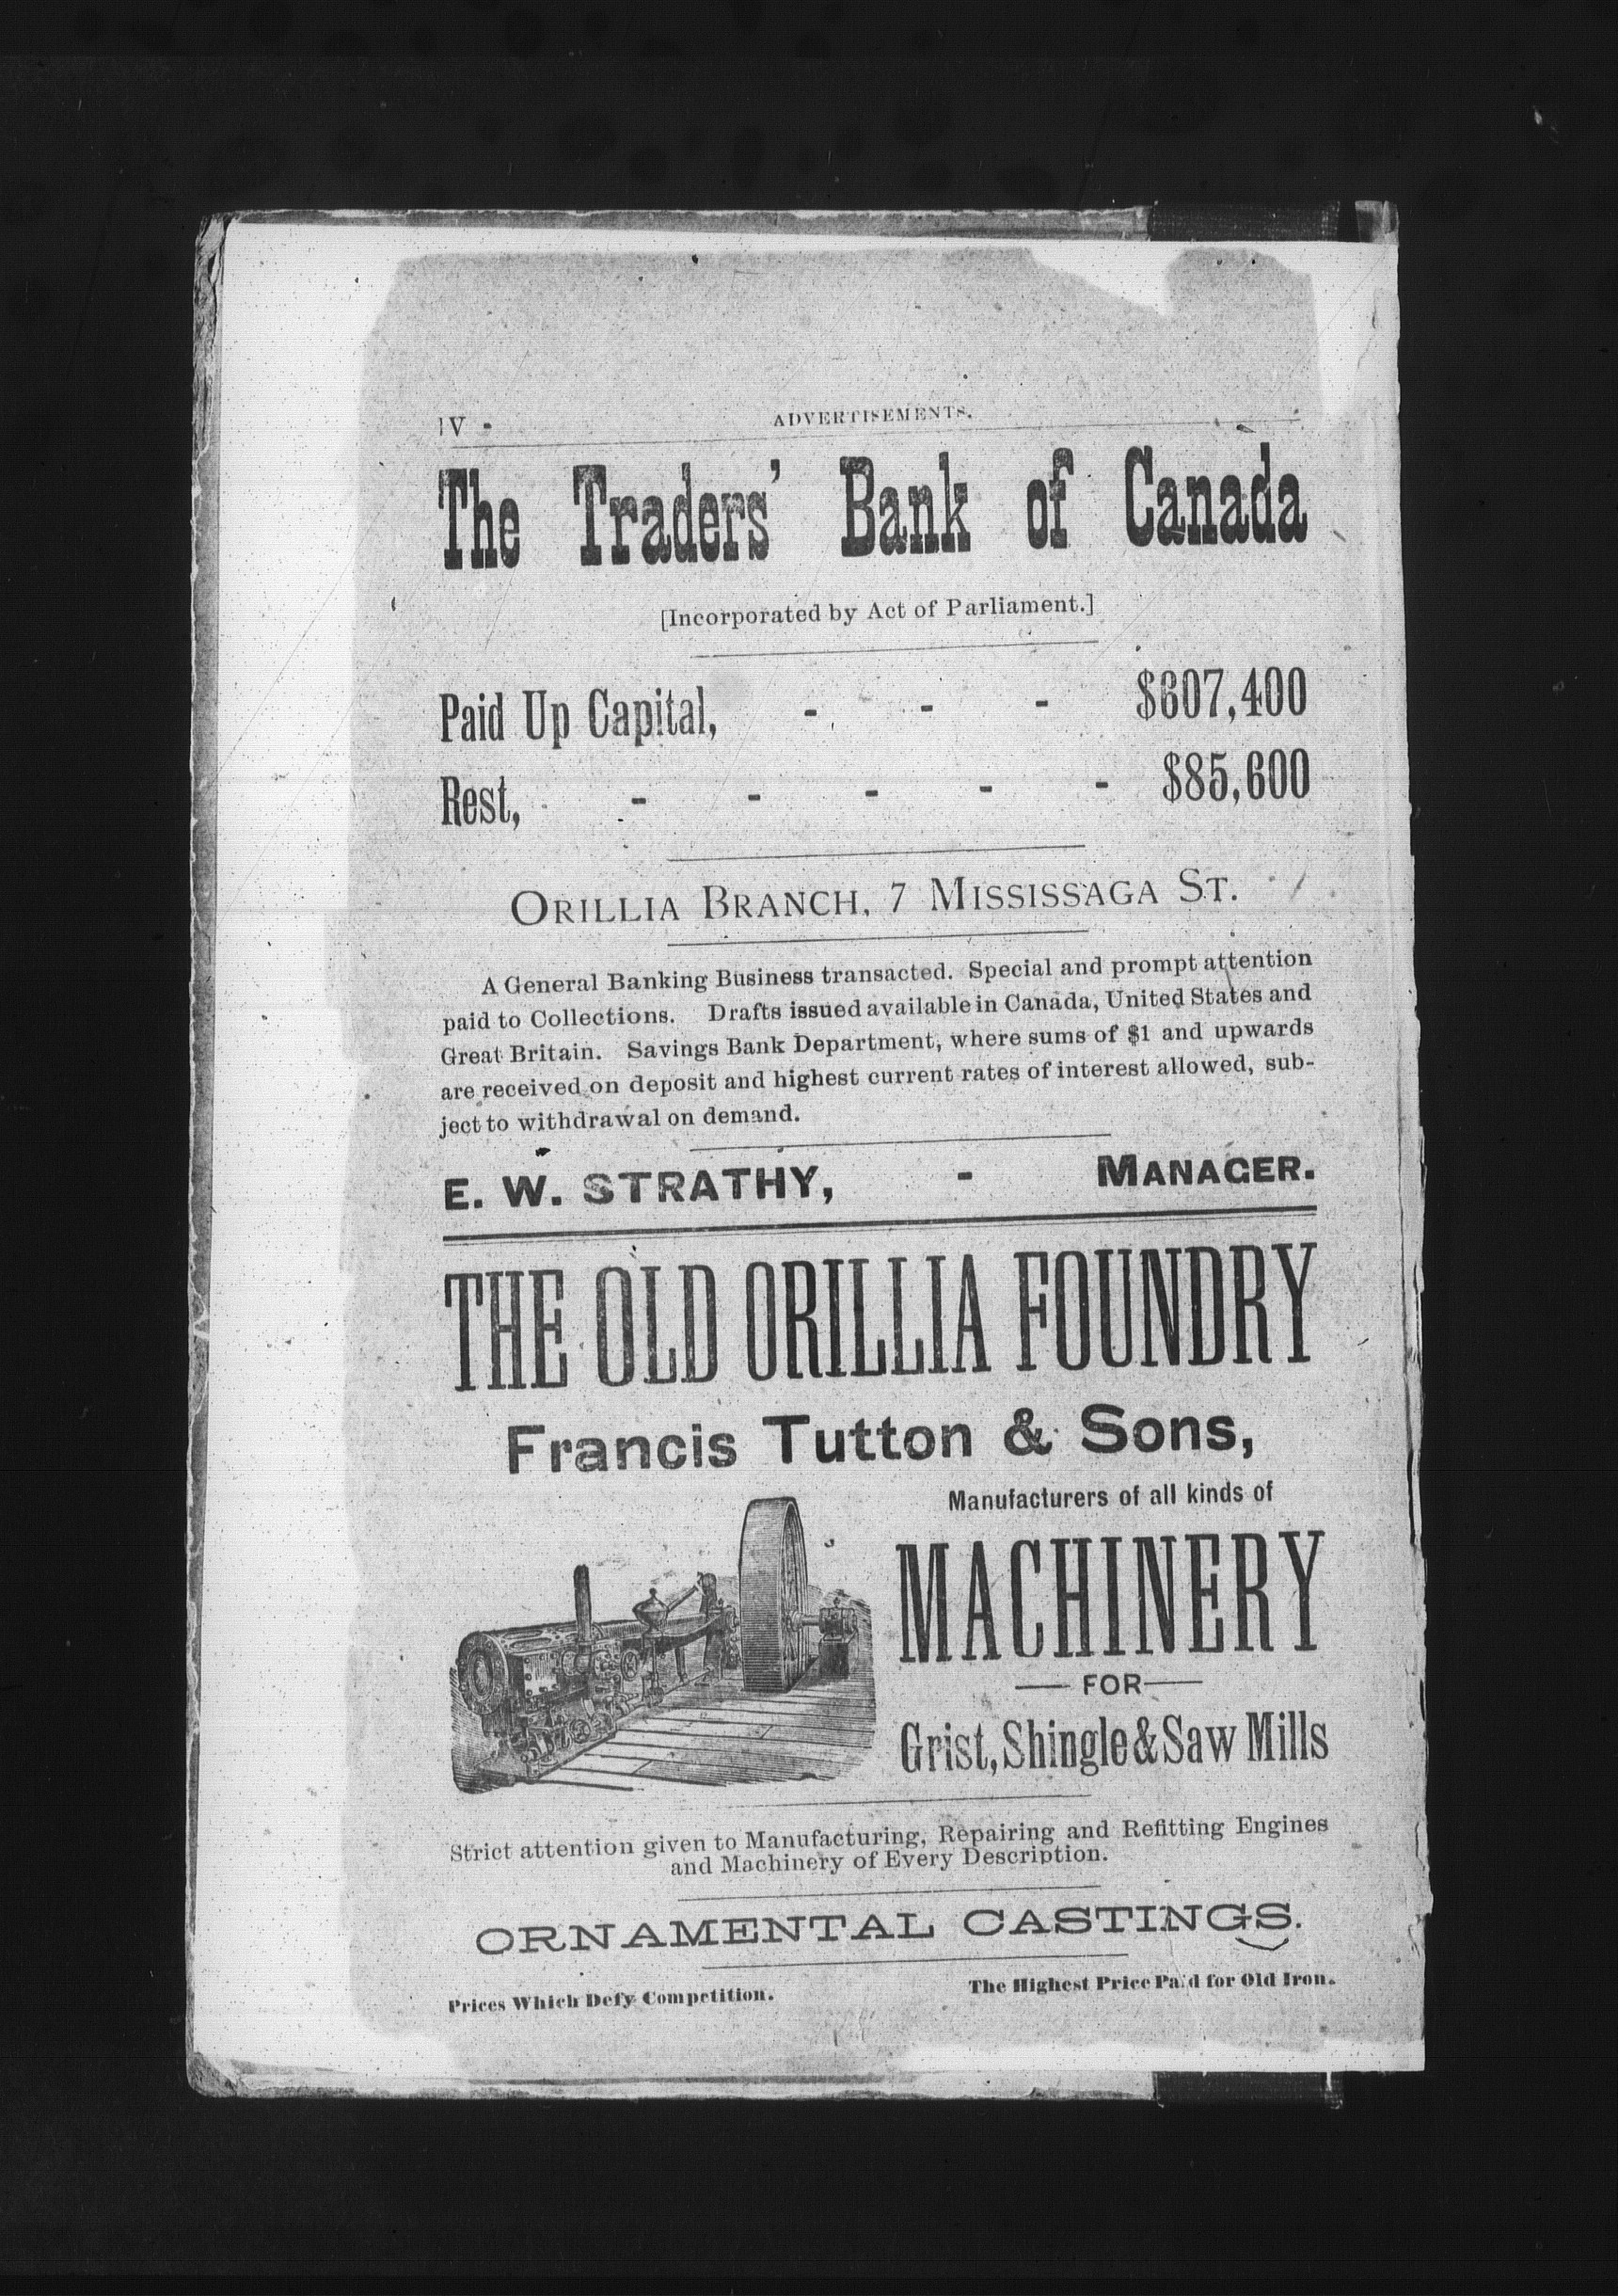 IV
ADVERTISEMENTS.
The Traders' Bank of Canada
[Incorporated by Act of Parliament.]
Paid Up Capital, - - - $607,400
Rest, - - - - - $85,600
ORILLIA BRANCH, 7 MISSISSAGA ST.
A General Banking Business transacted. Special and prompt attention
paid to Collections. Drafts issued available in Canada, United States and
Great Britain. Savings Bank Department, where sums of $1 and upwards
are received on deposit and highest current rates of interest allowed, sub-
ject to withdrawal on demand.
E. W. STRATHY, - MANAGER.
THE OLD ORILLIA FOUNDRY
Francis Tutton & Sons,
Manufacturers of all kinds of
MACHINERY
— FOR —
Grist, Shingle & Saw Mills
Strict attention given to Manufacturing, Repairing and Refitting Engines
and Machinery of Every Description.
ORNAMENTAL CASTINGS.
Prices Which Defy Competition. The Highest Price Paid for Old Iron.